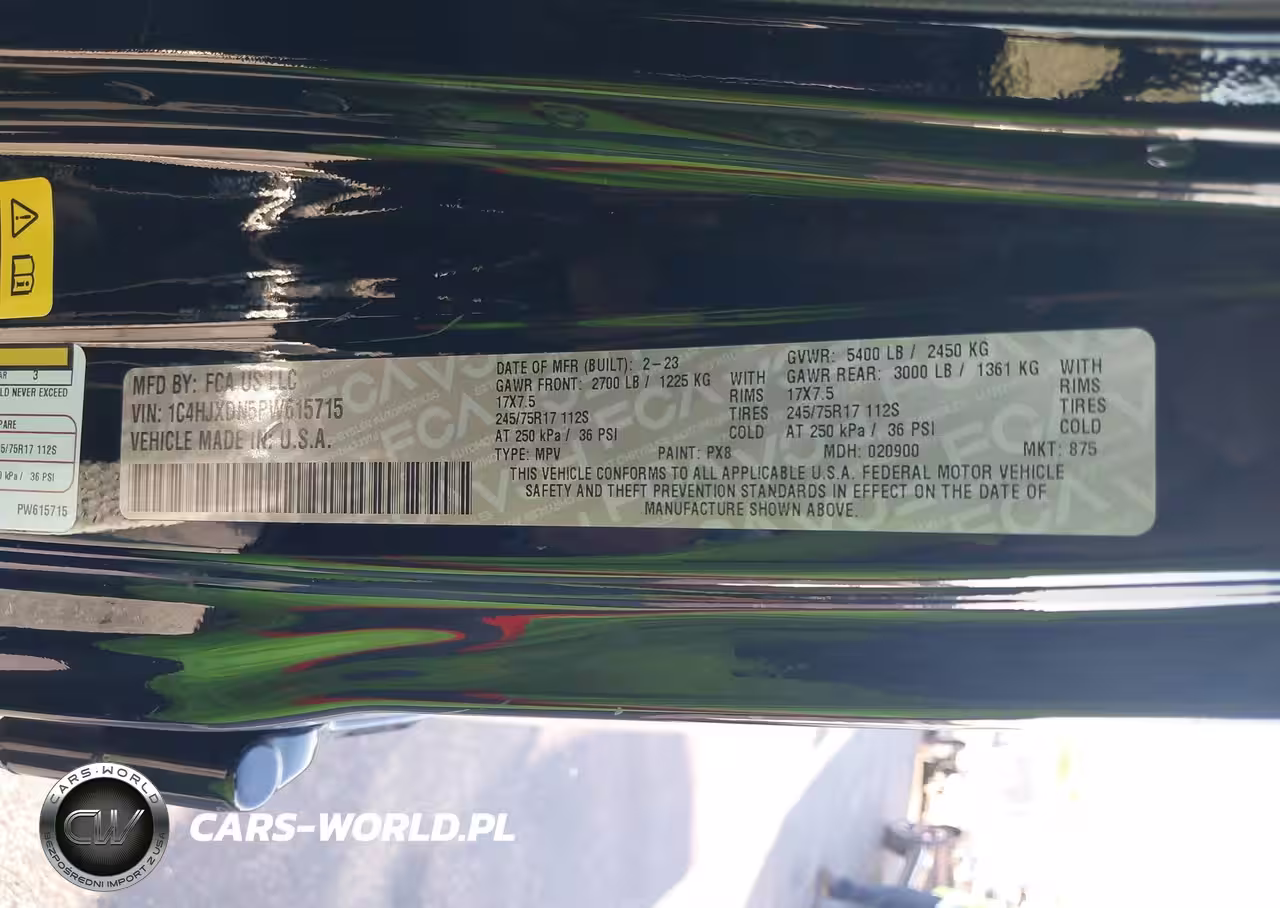 AR 3
LD NEVER EXCEED
PARE
5/75R17 112S
kPa / 36 PSI
PW615715
MFD BY: FCA US LLC
VIN: 1C4HJXDN5PW615715
VEHICLE MADE IN: U.S.A.
DATE OF MFR (BUILT): 2-23
GAWR FRONT: 2700 LB / 1225 KG WITH
17X7.5 RIMS
245/75R17 112S TIRES
AT 250 kPa / 36 PSI COLD
GVWR: 5400 LB / 2450 KG
GAWR REAR: 3000 LB / 1361 KG WITH
17X7.5 RIMS
245/75R17 112S TIRES
AT 250 kPa / 36 PSI COLD
TYPE: MPV PAINT: PX8 MDH: 020900 MKT: 875
THIS VEHICLE CONFORMS TO ALL APPLICABLE U.S.A. FEDERAL MOTOR VEHICLE
SAFETY AND THEFT PREVENTION STANDARDS IN EFFECT ON THE DATE OF
MANUFACTURE SHOWN ABOVE.
CARS-WORLD
CW
BEZPOŚREDNI IMPORT Z USA
CARS-WORLD.PL